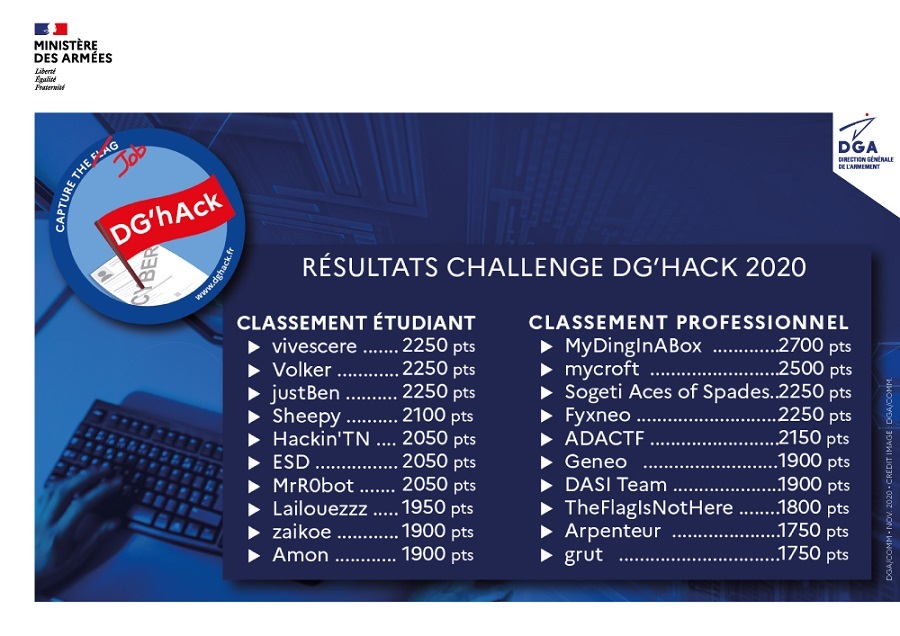 MINISTÈRE
DES ARMÉES
Liberté
Égalité
Fraternité
CAPTURE THE FLAG
Job
DG'hAck
CYBER
www.dghack.fr
DGA
DIRECTION GÉNÉRALE
DE L'ARMEMENT
RÉSULTATS CHALLENGE DG'HACK 2020
CLASSEMENT ÉTUDIANT
vivescere ....... 2250 pts
Volker ............ 2250 pts
justBen .......... 2250 pts
Sheepy .......... 2100 pts
Hackin'TN .... 2050 pts
ESD ................ 2050 pts
MrR0bot ....... 2050 pts
Lailouezzz ..... 1950 pts
zaikoe ............ 1900 pts
Amon ............ 1900 pts
CLASSEMENT PROFESSIONNEL
MyDingInABox .............2700 pts
mycroft .........................2500 pts
Sogeti Aces of Spades..2250 pts
Fyxneo ...........................2250 pts
ADACTF .........................2150 pts
Geneo ..........................1900 pts
DASI Team ......................1900 pts
TheFlagIsNotHere ........1800 pts
Arpenteur .....................1750 pts
grut ...............................1750 pts
DGA/COMM • NOV. 2020 • CRÉDIT IMAGE : DGA/COMM.